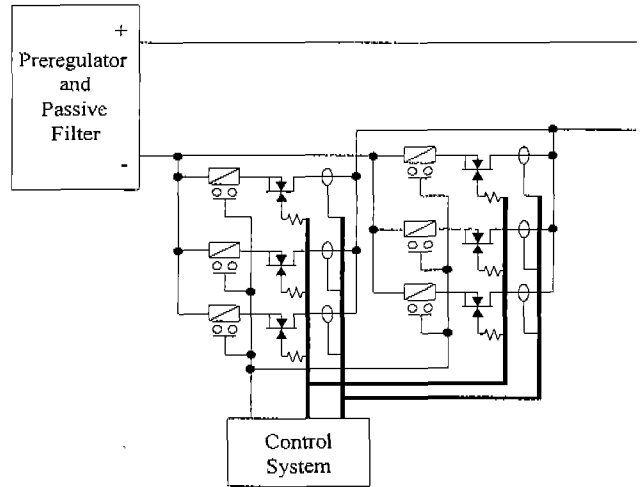 +
Preregulator
and
Passive
Filter
-
Control
System